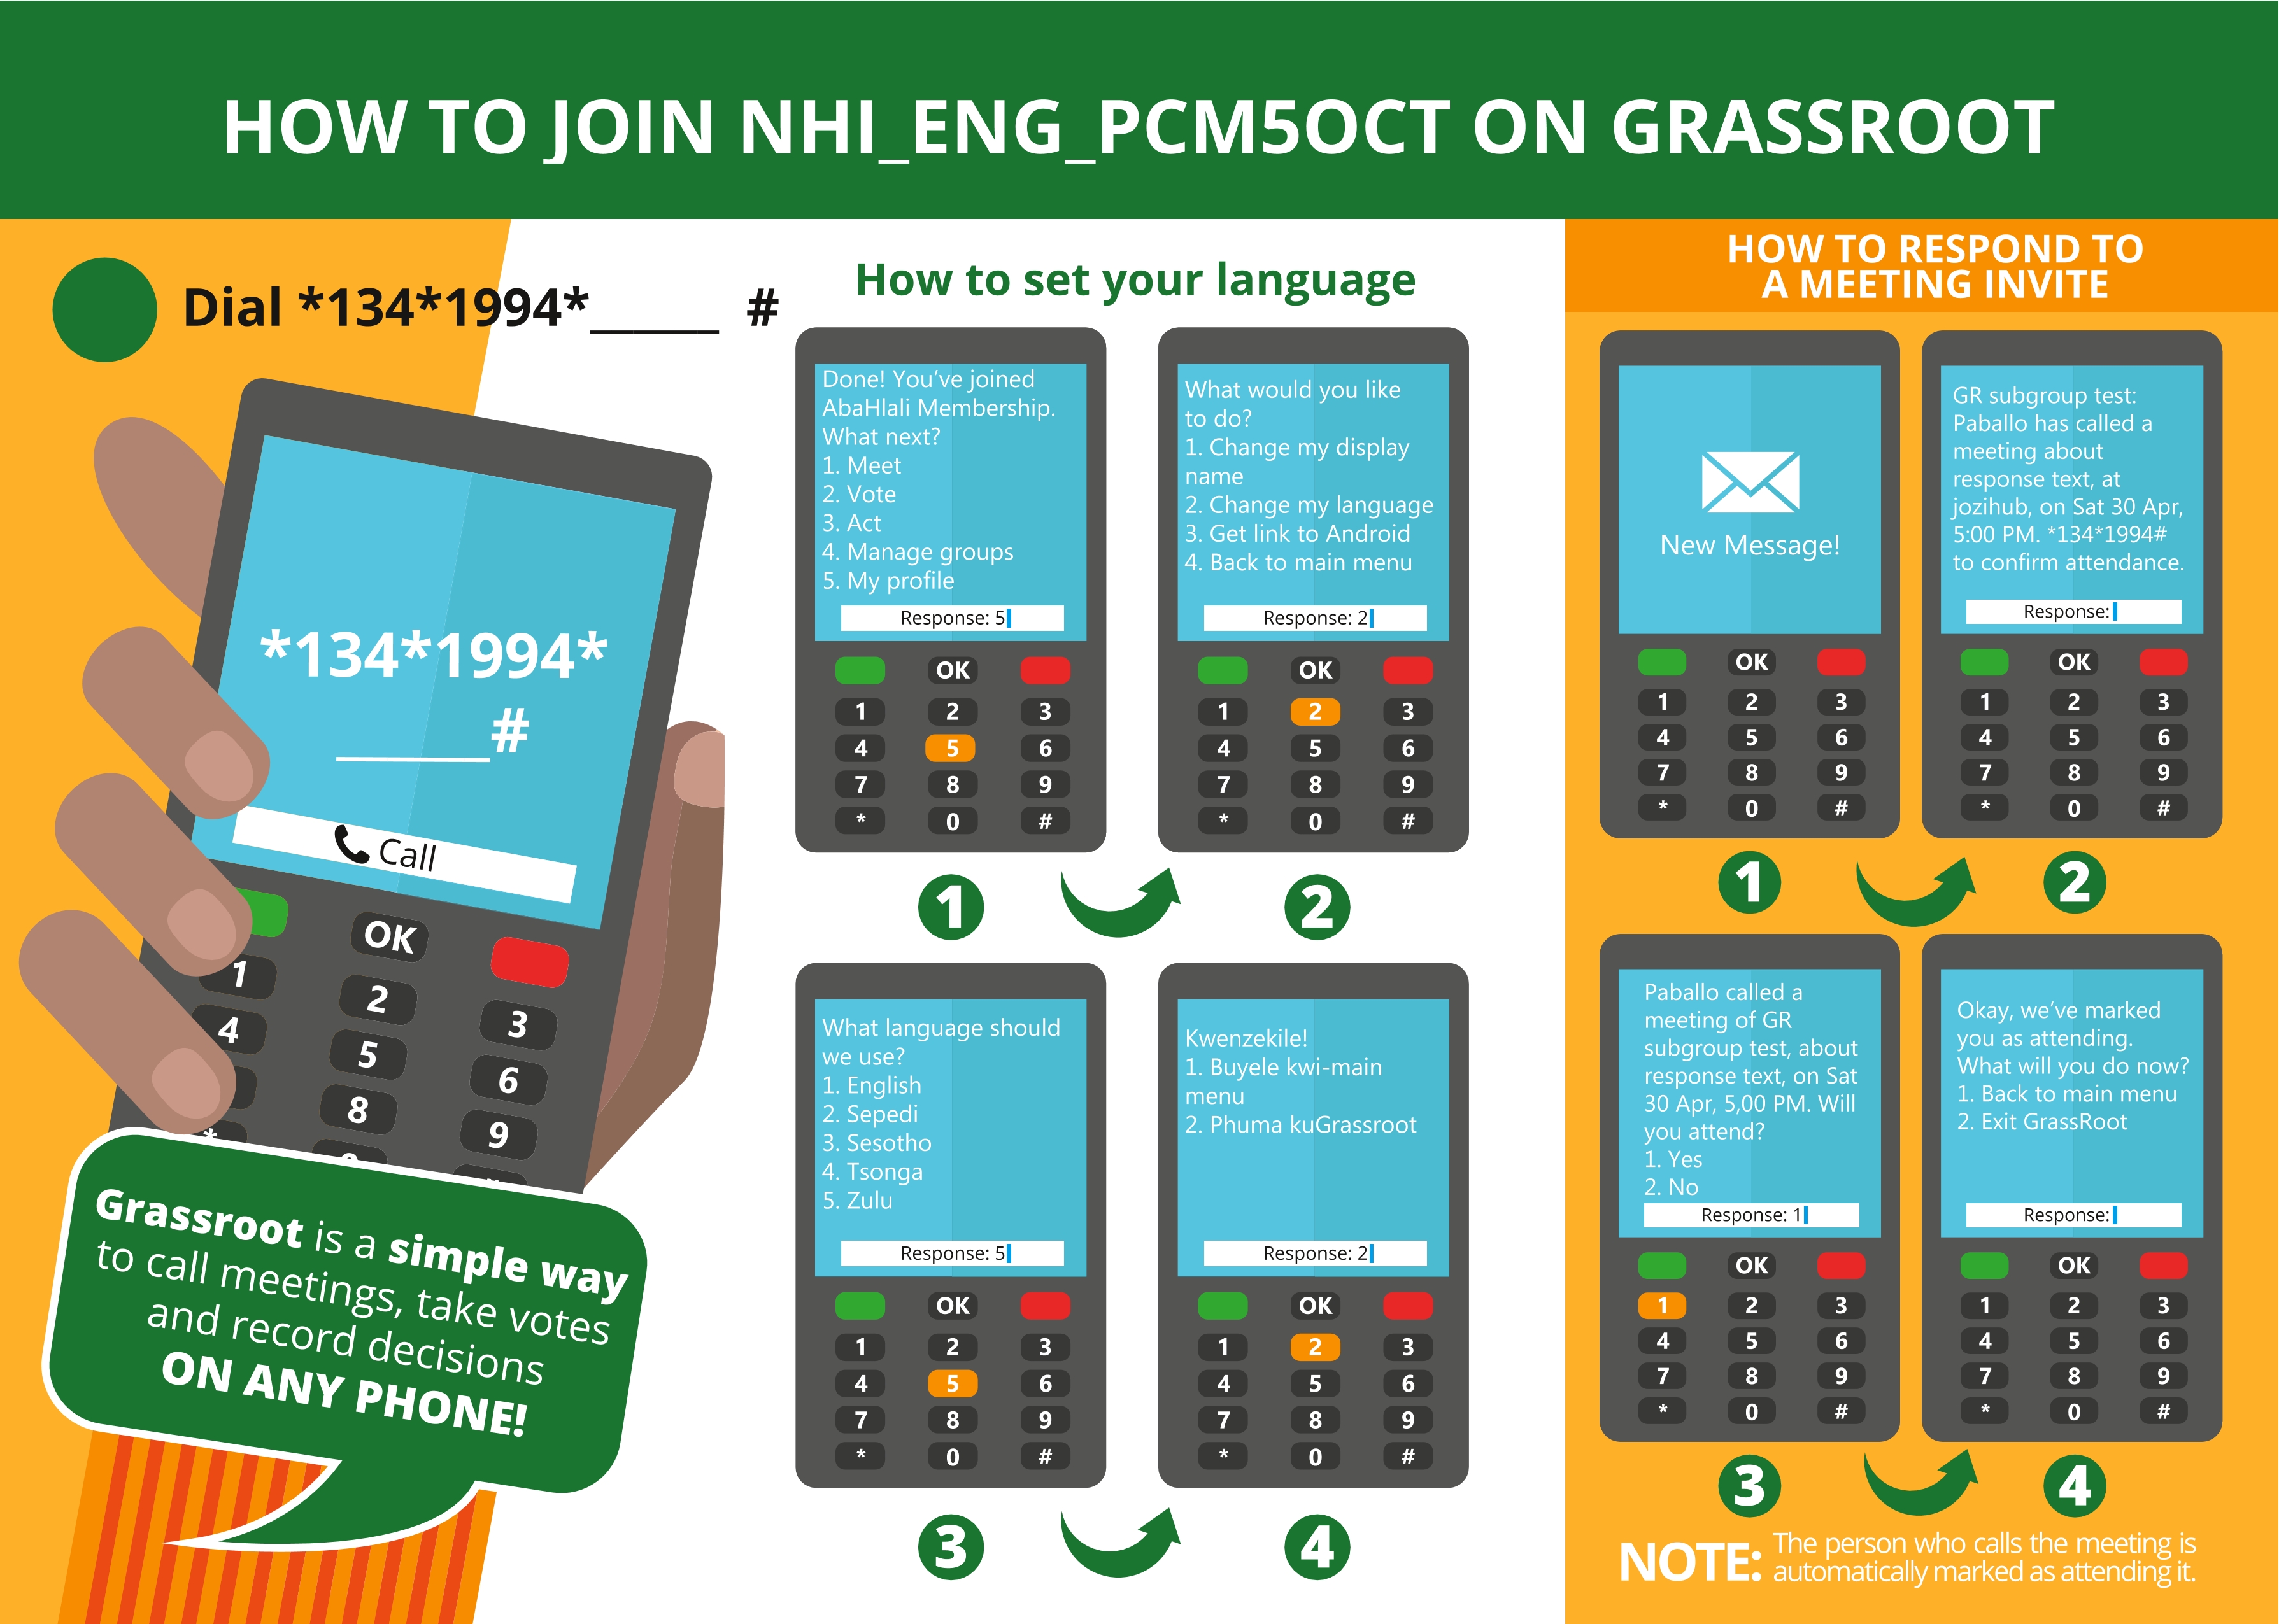 HOW TO JOIN NHI_ENG_PCM5OCT ON GRASSROOT
Dial *134*1994*_____ #
*134*1994*
______#
Call
OK
1
2
3
4
5
6
8
9
*
Grassroot is a simple way
to call meetings, take votes
and record decisions
ON ANY PHONE!
How to set your language
Done! You've joined
AbaHlali Membership.
What next?
1. Meet
2. Vote
3. Act
4. Manage groups
5. My profile
Response: 5
OK
1 2 3
4 5 6
7 8 9
* 0 #
1
What would you like
to do?
1. Change my display
name
2. Change my language
3. Get link to Android
4. Back to main menu
Response: 2
OK
1 2 3
4 5 6
7 8 9
* 0 #
2
What language should
we use?
1. English
2. Sepedi
3. Sesotho
4. Tsonga
5. Zulu
Response: 5
OK
1 2 3
4 5 6
7 8 9
* 0 #
3
Kwenzekile!
1. Buyele kwi-main
menu
2. Phuma kuGrassroot
Response: 2
OK
1 2 3
4 5 6
7 8 9
* 0 #
4
HOW TO RESPOND TO
A MEETING INVITE
New Message!
OK
1 2 3
4 5 6
7 8 9
* 0 #
1
GR subgroup test:
Paballo has called a
meeting about
response text, at
jozihub, on Sat 30 Apr,
5:00 PM. *134*1994#
to confirm attendance.
Response:
OK
1 2 3
4 5 6
7 8 9
* 0 #
2
Paballo called a
meeting of GR
subgroup test, about
response text, on Sat
30 Apr, 5,00 PM. Will
you attend?
1. Yes
2. No
Response: 1
OK
1 2 3
4 5 6
7 8 9
* 0 #
3
Okay, we've marked
you as attending.
What will you do now?
1. Back to main menu
2. Exit GrassRoot
Response:
OK
1 2 3
4 5 6
7 8 9
* 0 #
4
NOTE: The person who calls the meeting is
automatically marked as attending it.